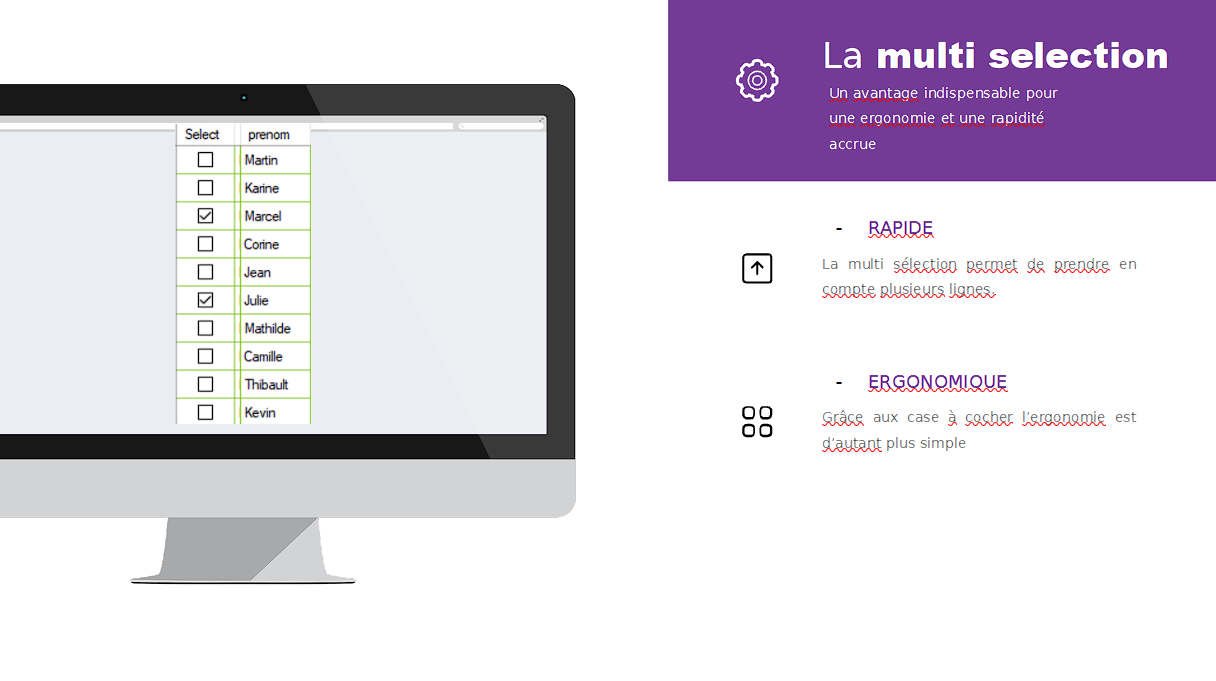 Select prenom
Martin
Karine
Marcel
Corine
Jean
Julie
Mathilde
Camille
Thibault
Kevin
La multi selection
Un avantage indispensable pour
une ergonomie et une rapidité
accrue
- RAPIDE
La multi sélection permet de prendre en
compte plusieurs lignes.
- ERGONOMIQUE
Grâce aux case à cocher l’ergonomie est
d’autant plus simple